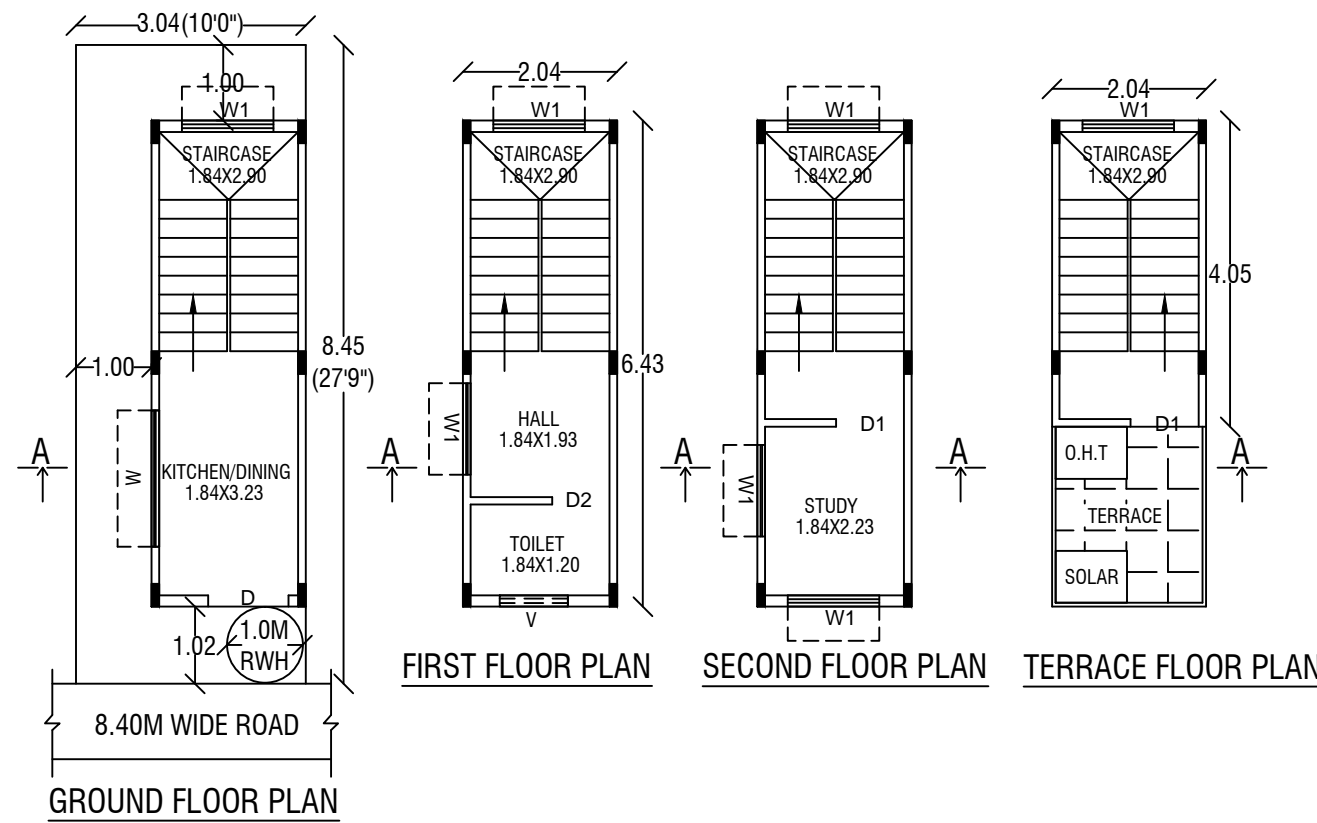 3.04(10'0")
1.00
W1
STAIRCASE
1.84X2.90
8.45
(27'9")
1.00
A
W
KITCHEN/DINING
1.84X3.23
D
1.02
1.0M
RWH
8.40M WIDE ROAD
GROUND FLOOR PLAN
2.04
W1
STAIRCASE
1.84X2.90
6.43
A
W1
HALL
1.84X1.93
D2
TOILET
1.84X1.20
V
FIRST FLOOR PLAN
W1
STAIRCASE
1.84X2.90
D1
A
W1
STUDY
1.84X2.23
A
W1
SECOND FLOOR PLAN
2.04
W1
STAIRCASE
1.84X2.90
4.05
D1
O.H.T
A
TERRACE
SOLAR
TERRACE FLOOR PLAN